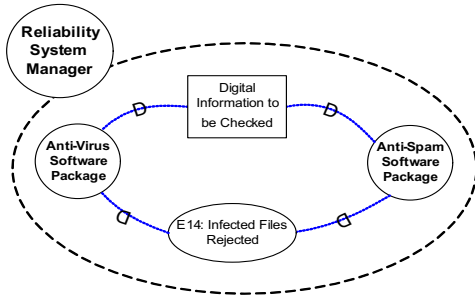 Reliability
System
Manager
Digital
Information to
be Checked
D
D
Anti-Virus
Software
Package
Anti-Spam
Software
Package
D
D
E14: Infected Files
Rejected